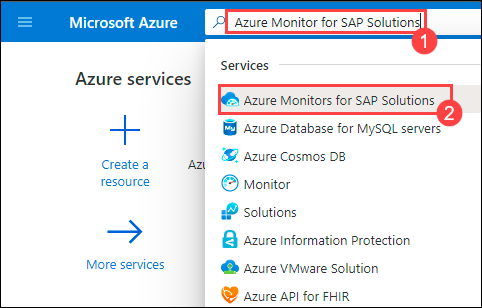 Microsoft Azure
Azure Monitor for SAP Solutions
1
Services
Azure services
Azure Monitors for SAP Solutions
2
Azure Database for MySQL servers
Azure Cosmos DB
Create a
resource
Az
Monitor
Solutions
Azure Information Protection
More services
Azure VMware Solution
Azure API for FHIR